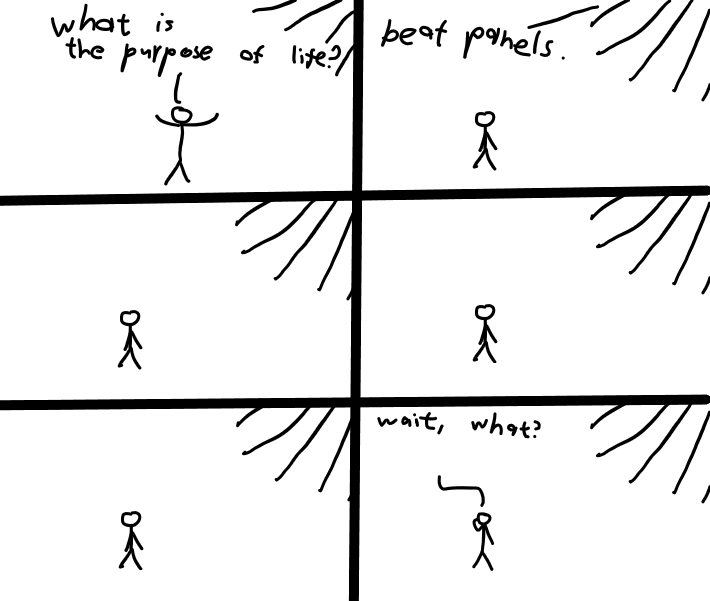 what is
the purpose of life?
beat panels.
wait, what?